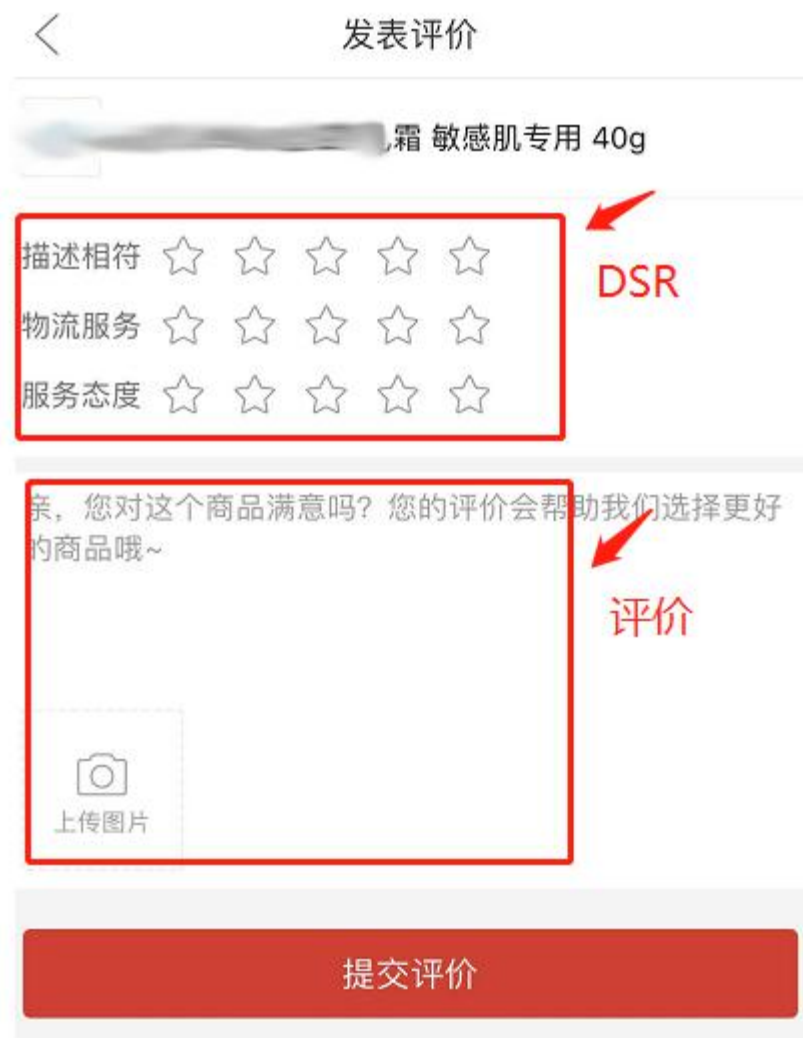 发表评价
霜 敏感肌专用 40g
描述相符
DSR
物流服务
服务态度
亲，您对这个商品满意吗？您的评价会帮助我们选择更好
的商品哦~
评价
上传图片
提交评价